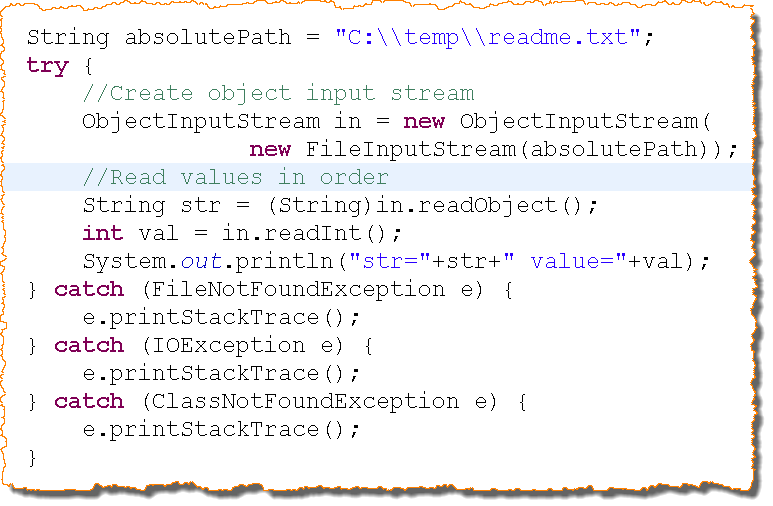 String absolutePath = "C:\\temp\\readme.txt";
try {
    //Create object input stream
    ObjectInputStream in = new ObjectInputStream(
                new FileInputStream(absolutePath));
    //Read values in order
    String str = (String)in.readObject();
    int val = in.readInt();
    System.out.println("str="+str+" value="+val);
} catch (FileNotFoundException e) {
    e.printStackTrace();
} catch (IOException e) {
    e.printStackTrace();
} catch (ClassNotFoundException e) {
    e.printStackTrace();
}